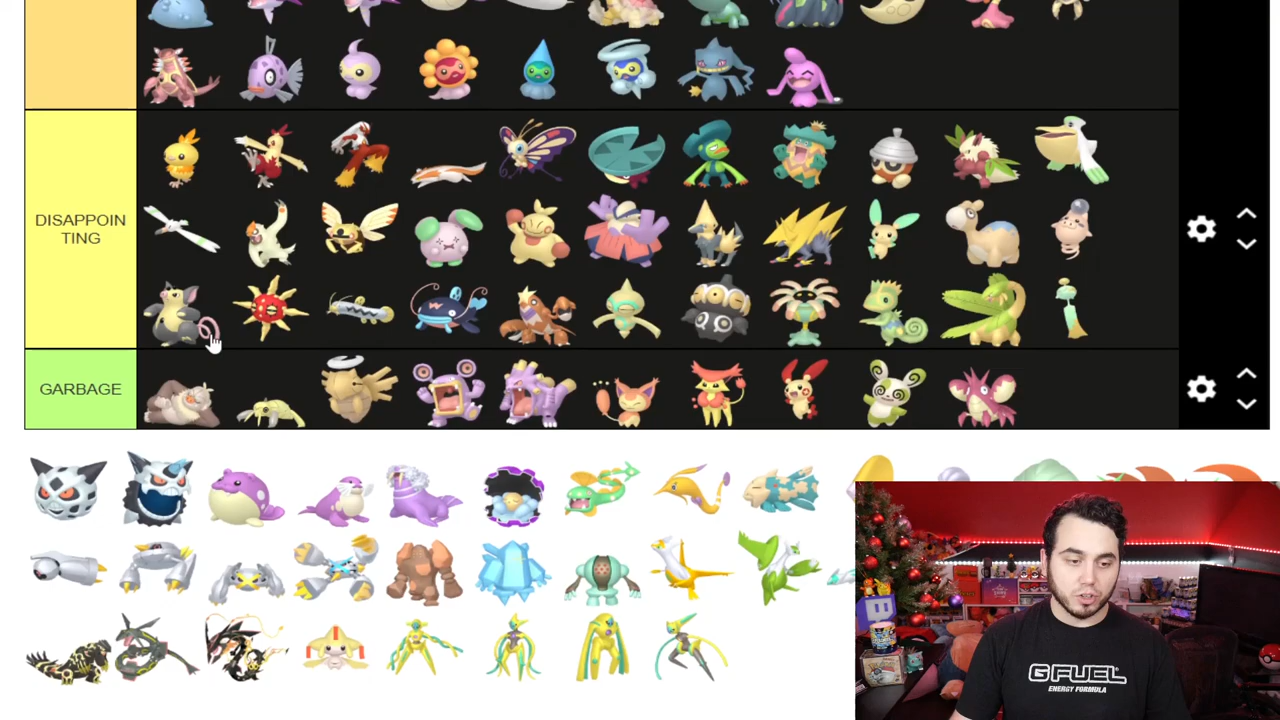 DISAPPOIN
TING
GARBAGE
G FUEL
ENERGY FORMULA